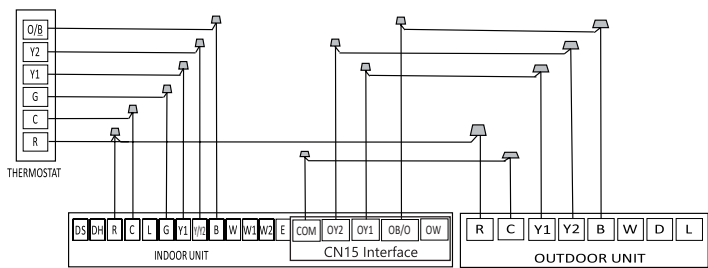 O/B
Y2
Y1
G
C
R
THERMOSTAT
DS DH R C L G Y1 Y/Y2 B W W1 W2 E COM OY2 OY1 OB/O OW
INDOOR UNIT
CN15 Interface
R C Y1 Y2 B W D L
OUTDOOR UNIT